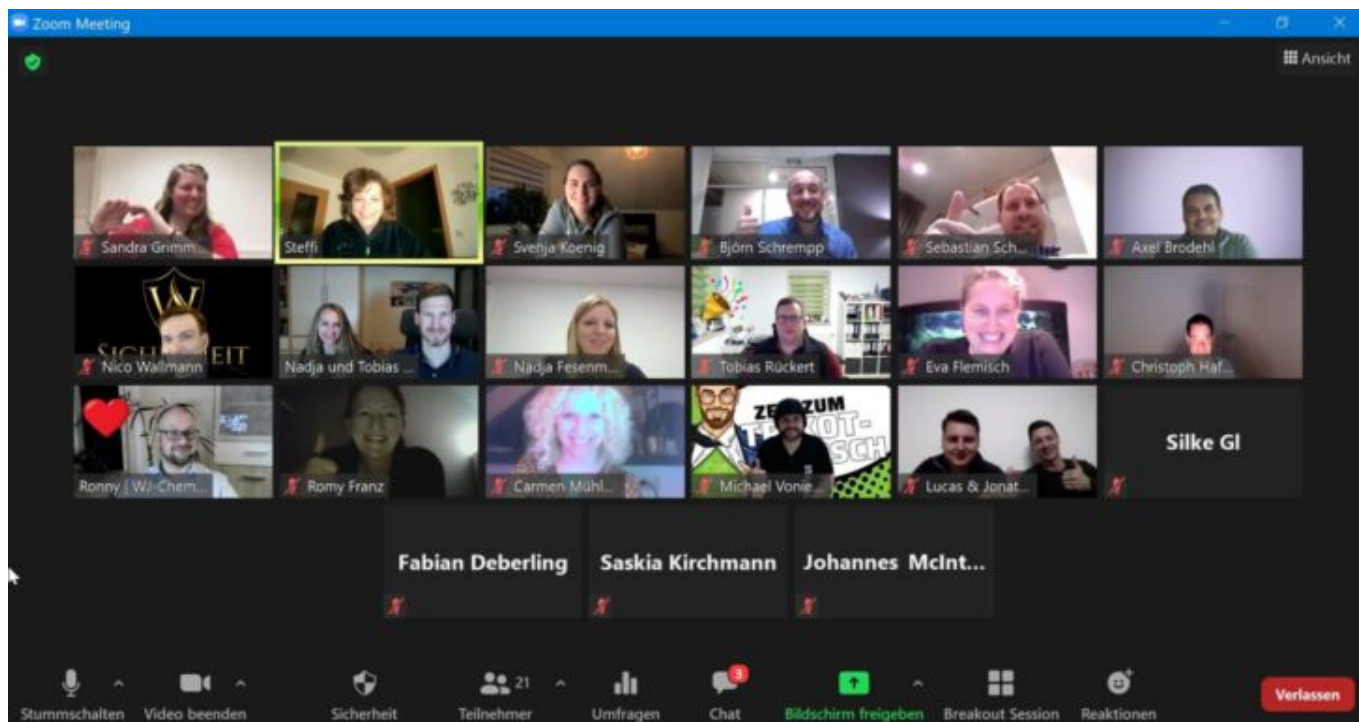 Zoom Meeting
Ansicht
Sandra Grimm
Steffi
Svenja Koenig
Björn Schrempp
Sebastian Sch...
Axel Brodehl
Nico Wallmann
Nadja und Tobias ...
Nadja Fesenm...
Tobias Rückert
Eva Flemisch
Christoph Haf...
ZUM
Ronny | WJ-Chem...
Romy Franz
Carmen Mühl...
Michael Vonie...
Lucas & Jonat...
Silke Gl
Fabian Deberling
Saskia Kirchmann
Johannes McInt...
21
3
Stummschalten
Video beenden
Sicherheit
Teilnehmer
Umfragen
Chat
Bildschirm freigeben
Breakout Session
Reaktionen
Verlassen